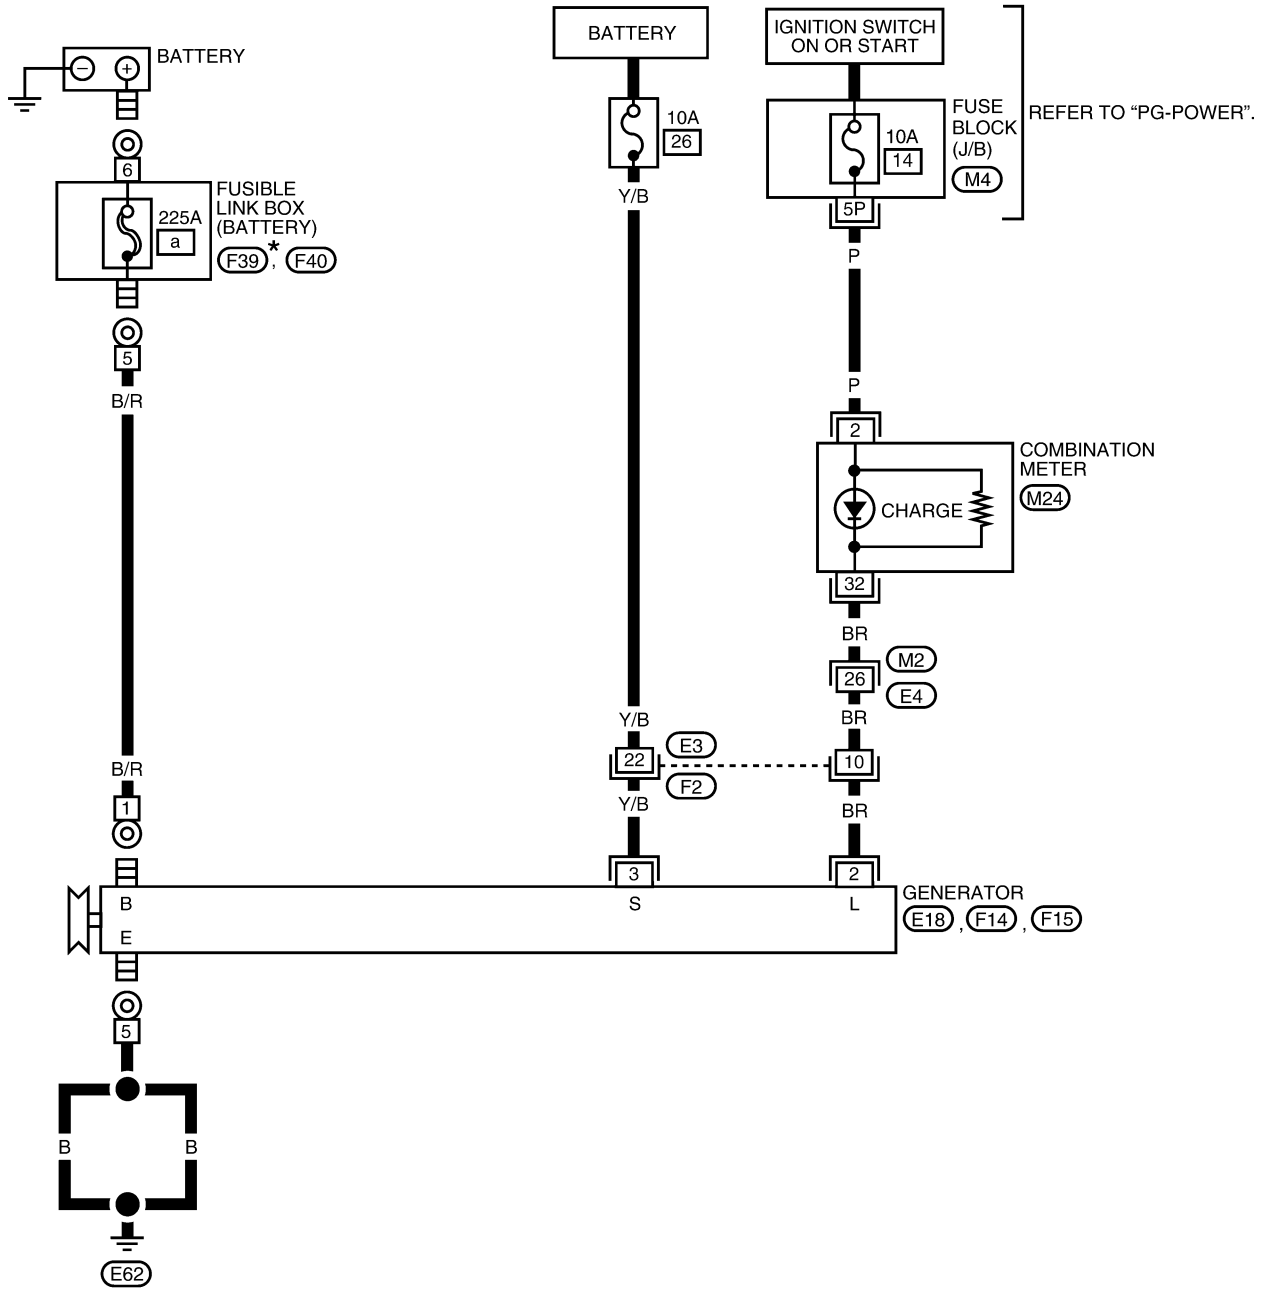 BATTERY
− +
6
FUSIBLE
LINK BOX
(BATTERY)
225A
a
F39 * , F40
5
B/R
B/R
1
BATTERY
10A
26
Y/B
Y/B
22
E3
F2
Y/B
3
IGNITION SWITCH
ON OR START
FUSE
BLOCK
(J/B)
10A
14
M4
REFER TO “PG-POWER”.
5P
P
P
2
COMBINATION
METER
M24
CHARGE
32
BR
M2
26
E4
BR
10
BR
2
B
S
L
E
GENERATOR
E18 , F14 , F15
5
B
B
E62